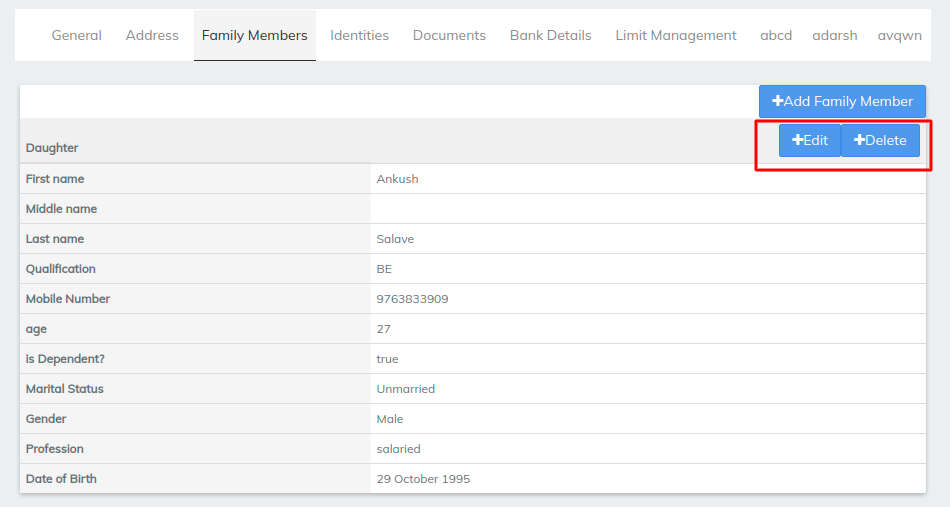 General Address Family Members Identities Documents Bank Details Limit Management abcd adarsh avqwn
Add Family Member
Edit Delete
Daughter
First name Ankush
Middle name
Last name Salave
Qualification BE
Mobile Number 9763833909
age 27
is Dependent? true
Marital Status Unmarried
Gender Male
Profession salaried
Date of Birth 29 October 1995